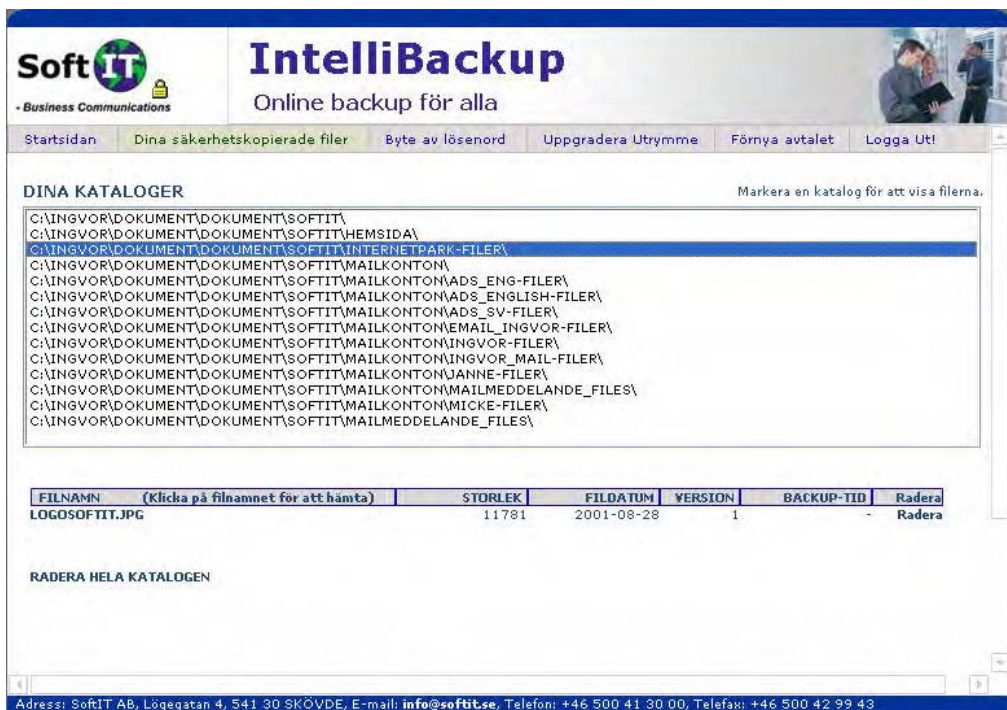 SoftIT
- Business Communications
IntelliBackup
Online backup för alla
Startsidan Dina säkerhetskopierade filer Byte av lösenord Uppgradera Utrymme Förnya avtalet Logga Ut!
DINA KATALOGER Markera en katalog för att visa filerna.
C:\INGVOR\DOKUMENT\DOKUMENT\SOFTIT\
C:\INGVOR\DOKUMENT\DOKUMENT\SOFTIT\HEMSIDA\
C:\INGVOR\DOKUMENT\DOKUMENT\SOFTIT\INTERNETPARK-FILER\
C:\INGVOR\DOKUMENT\DOKUMENT\SOFTIT\MAILKONTON\
C:\INGVOR\DOKUMENT\DOKUMENT\SOFTIT\MAILKONTON\ADS_ENG-FILER\
C:\INGVOR\DOKUMENT\DOKUMENT\SOFTIT\MAILKONTON\ADS_ENGLISH-FILER\
C:\INGVOR\DOKUMENT\DOKUMENT\SOFTIT\MAILKONTON\ADS_SV-FILER\
C:\INGVOR\DOKUMENT\DOKUMENT\SOFTIT\MAILKONTON\EMAIL_INGVOR-FILER\
C:\INGVOR\DOKUMENT\DOKUMENT\SOFTIT\MAILKONTON\INGVOR-FILER\
C:\INGVOR\DOKUMENT\DOKUMENT\SOFTIT\MAILKONTON\INGVOR_MAIL-FILER\
C:\INGVOR\DOKUMENT\DOKUMENT\SOFTIT\MAILKONTON\JANNE-FILER\
C:\INGVOR\DOKUMENT\DOKUMENT\SOFTIT\MAILKONTON\MAILMEDDELANDE_FILES\
C:\INGVOR\DOKUMENT\DOKUMENT\SOFTIT\MAILKONTON\MICKE-FILER\
C:\INGVOR\DOKUMENT\DOKUMENT\SOFTIT\MAILMEDDELANDE_FILES\
FILNAMN (Klicka på filnamnet för att hämta) STORLEK FILDATUM VERSION BACKUP-TID Radera
LOGOSOFTIT.JPG 11781 2001-08-28 1 - Radera
RADERA HELA KATALOGEN
Adress: SoftIT AB, Lögegatan 4, 541 30 SKÖVDE, E-mail: info@softit.se, Telefon: +46 500 41 30 00, Telefax: +46 500 42 99 43